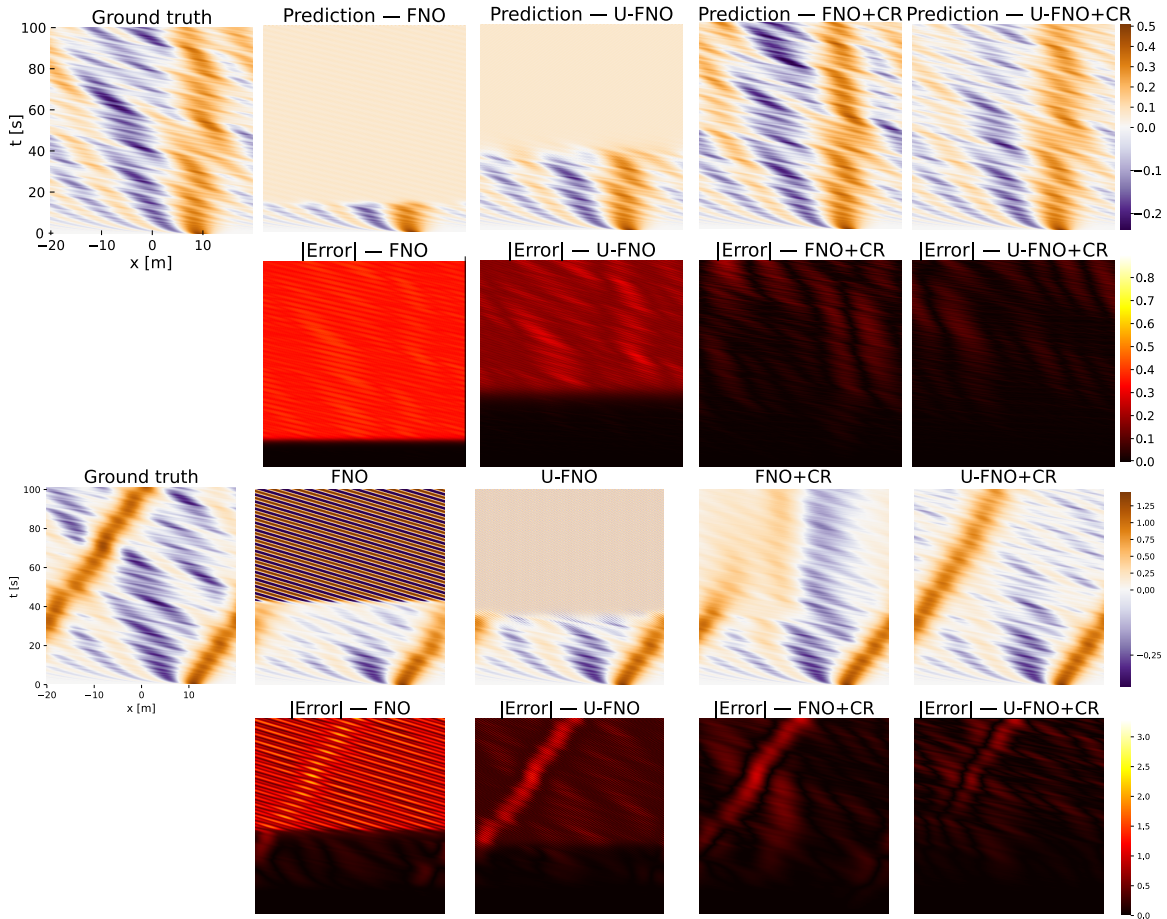 Ground truth
Prediction — FNO
Prediction — U-FNO
Prediction — FNO+CR
Prediction — U-FNO+CR
100
80
60
40
20
0
t [s]
−20
−10
0
10
x [m]
0.5
0.4
0.3
0.2
0.1
0.0
−0.1
−0.2
|Error| — FNO
|Error| — U-FNO
|Error| — FNO+CR
|Error| — U-FNO+CR
0.8
0.7
0.6
0.5
0.4
0.3
0.2
0.1
0.0
Ground truth
FNO
U-FNO
FNO+CR
U-FNO+CR
100
80
60
40
20
0
t [s]
−20
−10
0
10
x [m]
1.25
1.00
0.75
0.50
0.25
0.00
−0.25
|Error| — FNO
|Error| — U-FNO
|Error| — FNO+CR
|Error| — U-FNO+CR
3.0
2.5
2.0
1.5
1.0
0.5
0.0